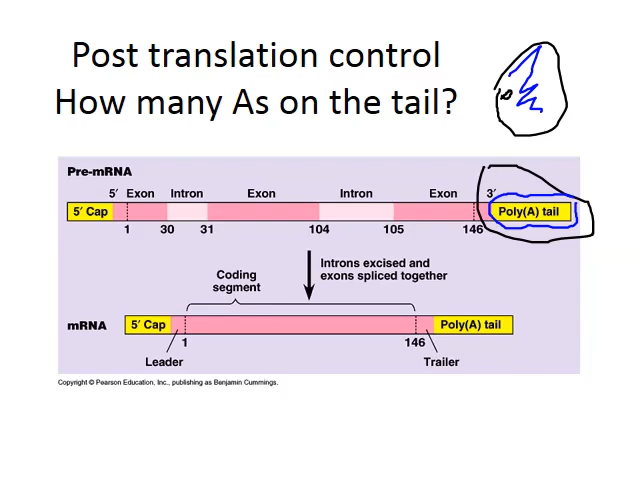 Post translation control
How many As on the tail?
Pre-mRNA
5′ Exon Intron Exon Intron Exon 3′
5′ Cap Poly(A) tail
1 30 31 104 105 146
Introns excised and
exons spliced together
Coding
segment
mRNA 5′ Cap Poly(A) tail
1 146
Leader Trailer
Copyright © Pearson Education, Inc., publishing as Benjamin Cummings.